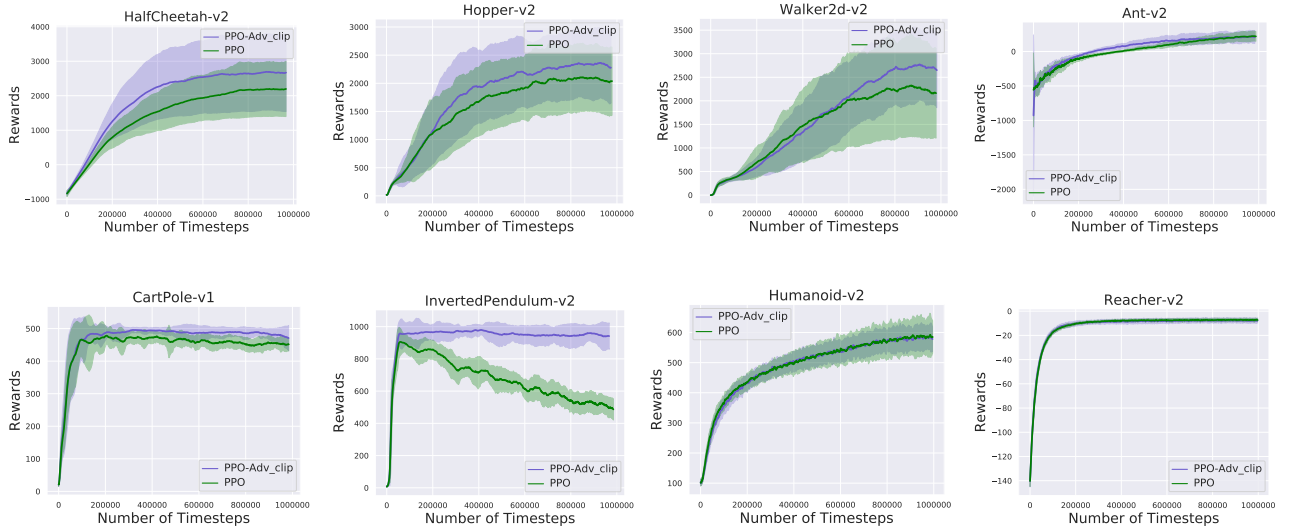 HalfCheetah-v2
4000
3000
2000
1000
0
−1000
Rewards
PPO-Adv_clip
PPO
0 200000 400000 600000 800000 1000000
Number of Timesteps
Hopper-v2
3000
2500
2000
1500
1000
500
0
Rewards
PPO-Adv_clip
PPO
0 200000 400000 600000 800000 1000000
Number of Timesteps
Walker2d-v2
3500
3000
2500
2000
1500
1000
500
0
Rewards
PPO-Adv_clip
PPO
0 200000 400000 600000 800000 1000000
Number of Timesteps
Ant-v2
0
−500
−1000
−1500
−2000
Rewards
PPO-Adv_clip
PPO
0 200000 400000 600000 800000 1000000
Number of Timesteps
CartPole-v1
500
400
300
200
100
0
Rewards
PPO-Adv_clip
PPO
0 200000 400000 600000 800000 1000000
Number of Timesteps
InvertedPendulum-v2
1000
800
600
400
200
0
Rewards
PPO-Adv_clip
PPO
0 200000 400000 600000 800000 1000000
Number of Timesteps
Humanoid-v2
600
500
400
300
200
100
Rewards
PPO-Adv_clip
PPO
0 200000 400000 600000 800000 1000000
Number of Timesteps
Reacher-v2
0
−20
−40
−60
−80
−100
−120
−140
Rewards
PPO-Adv_clip
PPO
0 200000 400000 600000 800000 1000000
Number of Timesteps